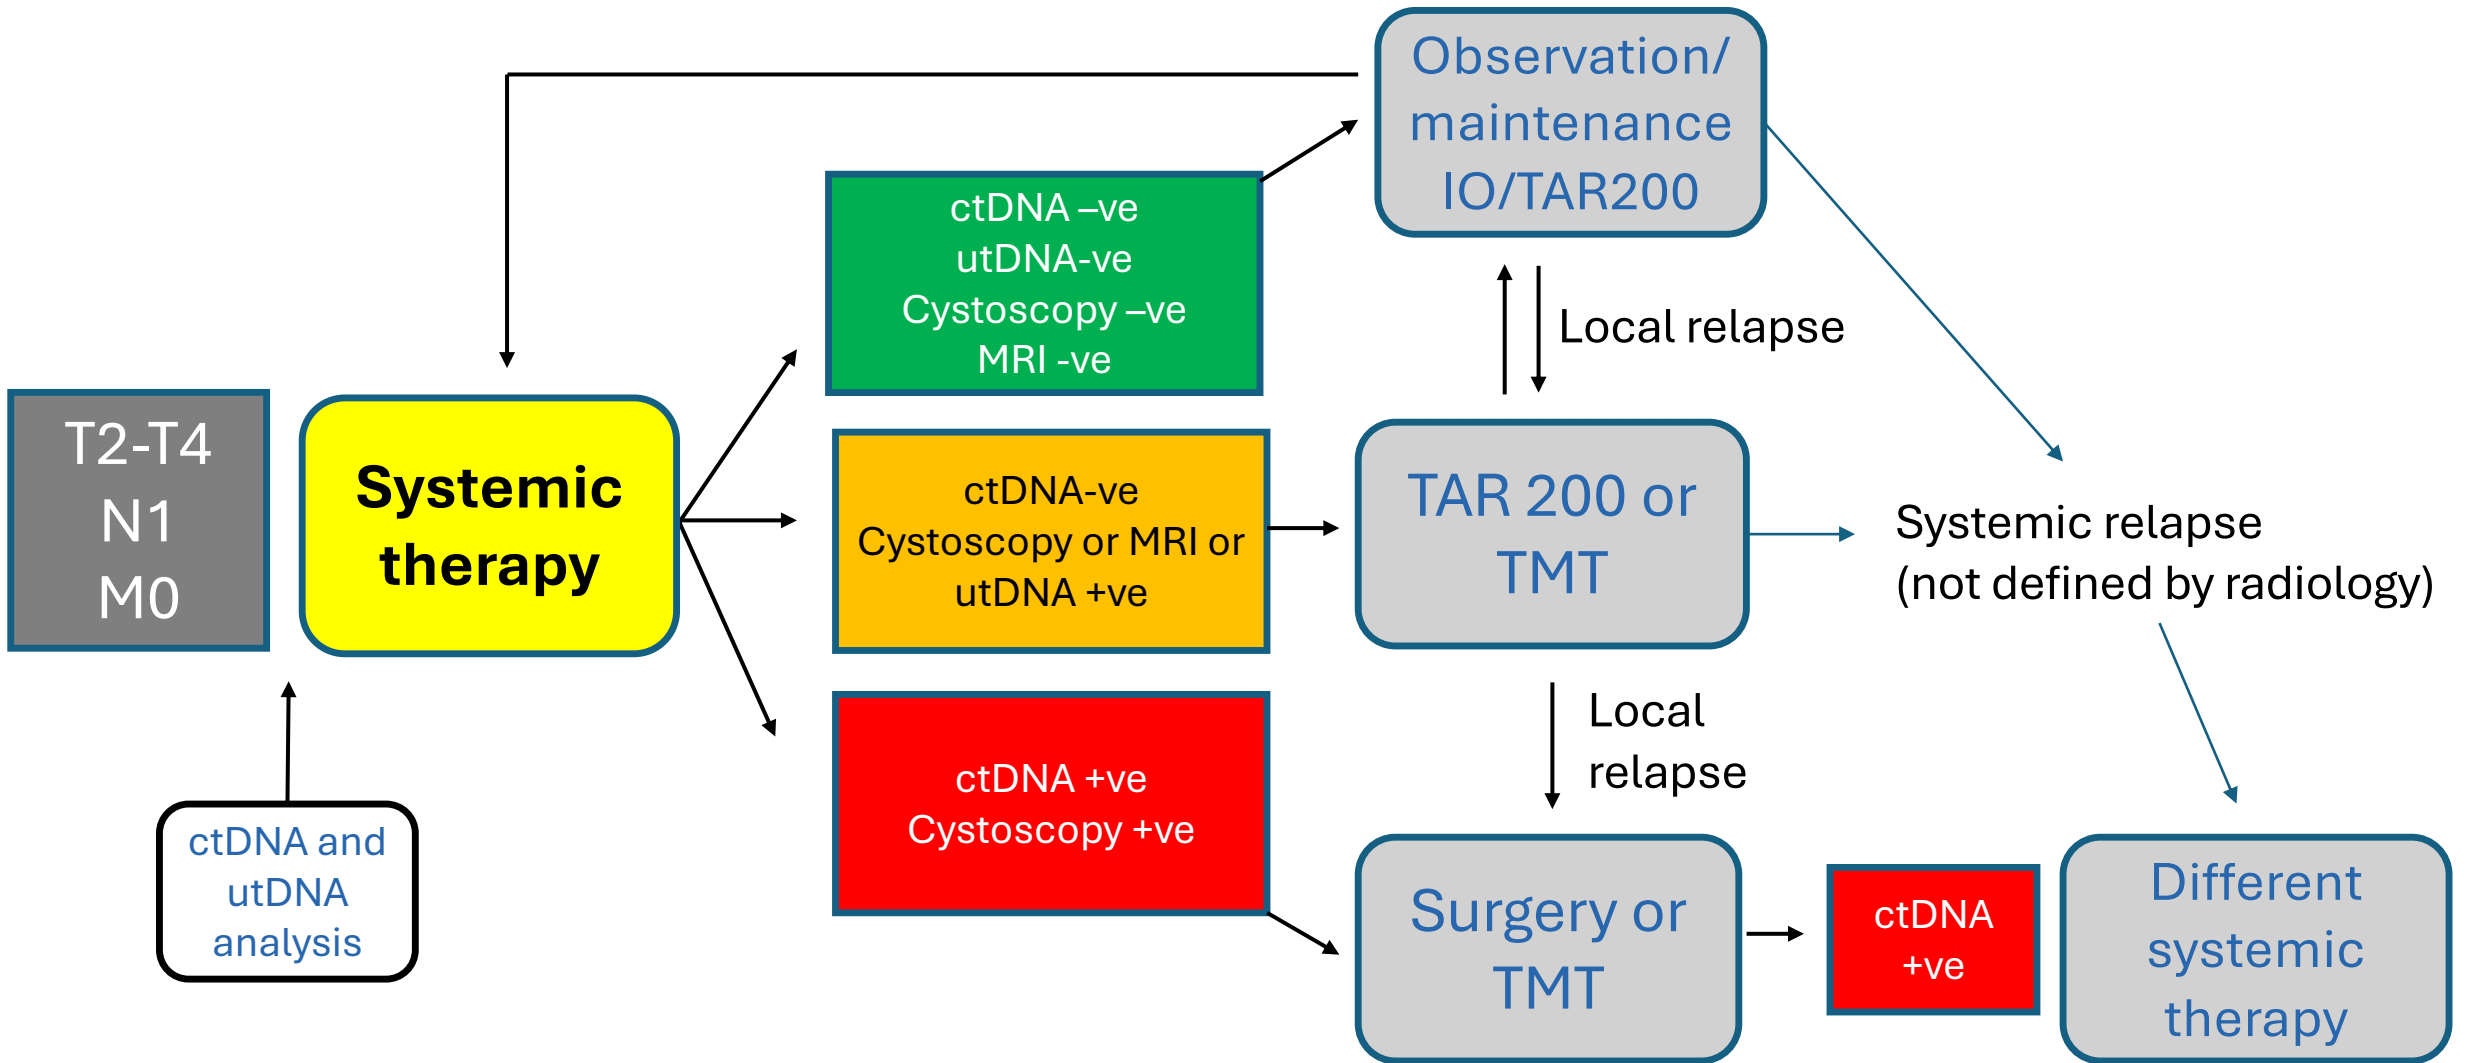 T2-T4
N1
M0
ctDNA and
utDNA
analysis
Systemic
therapy
ctDNA –ve
utDNA-ve
Cystoscopy –ve
MRI -ve
ctDNA-ve
Cystoscopy or MRI or
utDNA +ve
ctDNA +ve
Cystoscopy +ve
Observation/
maintenance
IO/TAR200
Local relapse
TAR 200 or
TMT
Local
relapse
Surgery or
TMT
Systemic relapse
(not defined by radiology)
ctDNA
+ve
Different
systemic
therapy